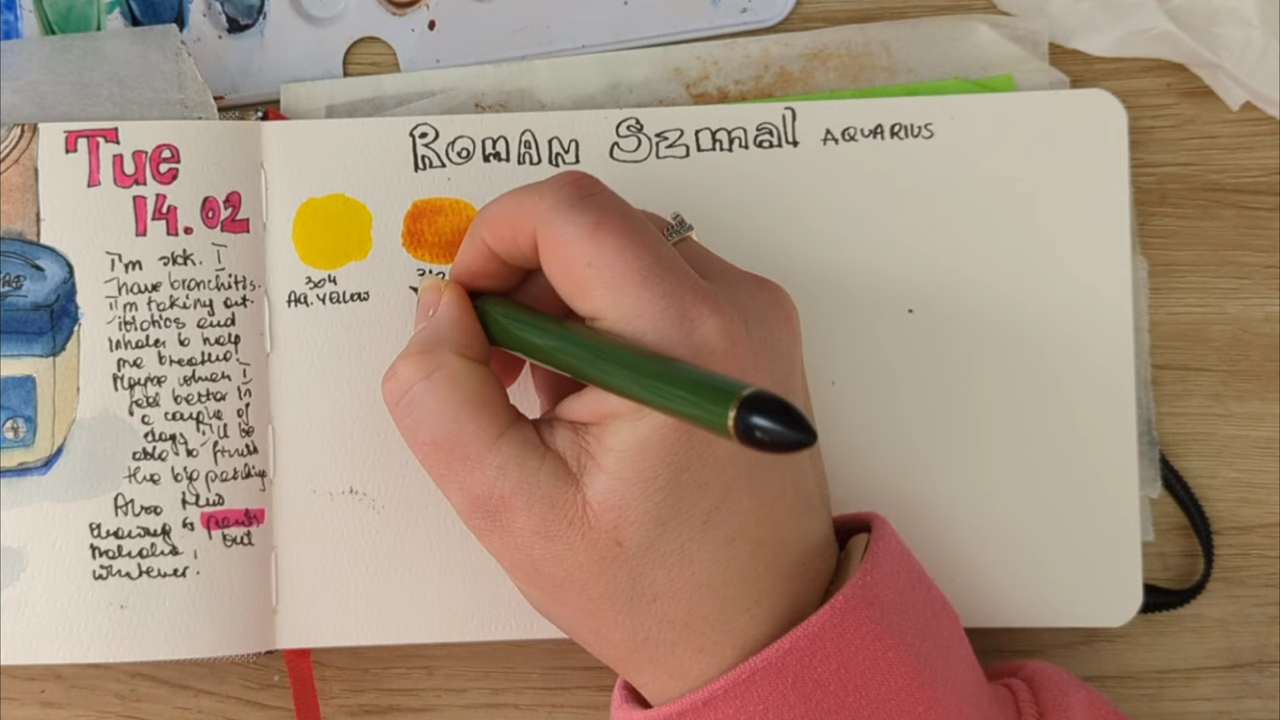 Tue
14.02
I'm sick. I
have bronchitis.
I'm taking ant-
ibiotics and
inhaler to help
me breathe.
Maybe when I
feel better in
a couple of
days I'll be
able to finish
the big
Also this
drawing is
but
whatever.
ROMAN Szmal AQUARIUS
304
AQ. YELLOW